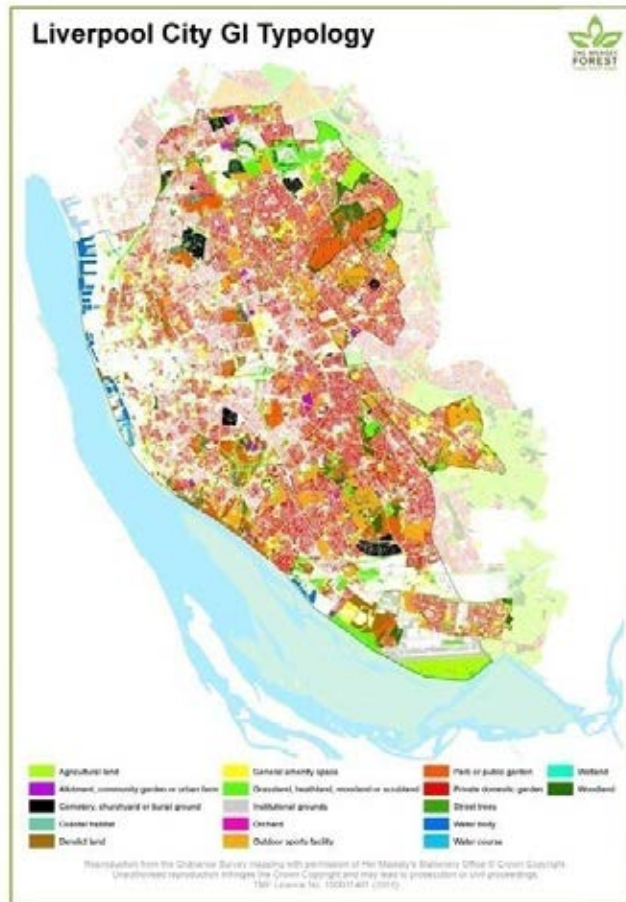 Liverpool City GI Typology
THE MERSEY
FOREST
Agricultural land
Allotment, community garden or urban farm
Cemetery, churchyard or burial ground
Coastal habitat
Derelict land
General amenity space
Grassland, heathland, moorland or scrubland
Institutional grounds
Orchard
Outdoor sports facility
Park or public garden
Private domestic garden
Street trees
Water body
Water course
Wetland
Woodland
Reproduction from the Ordnance Survey mapping with permission of Her Majesty's Stationery Office © Crown Copyright.
Unauthorised reproduction infringes the Crown Copyright and may lead to prosecution or civil proceedings.